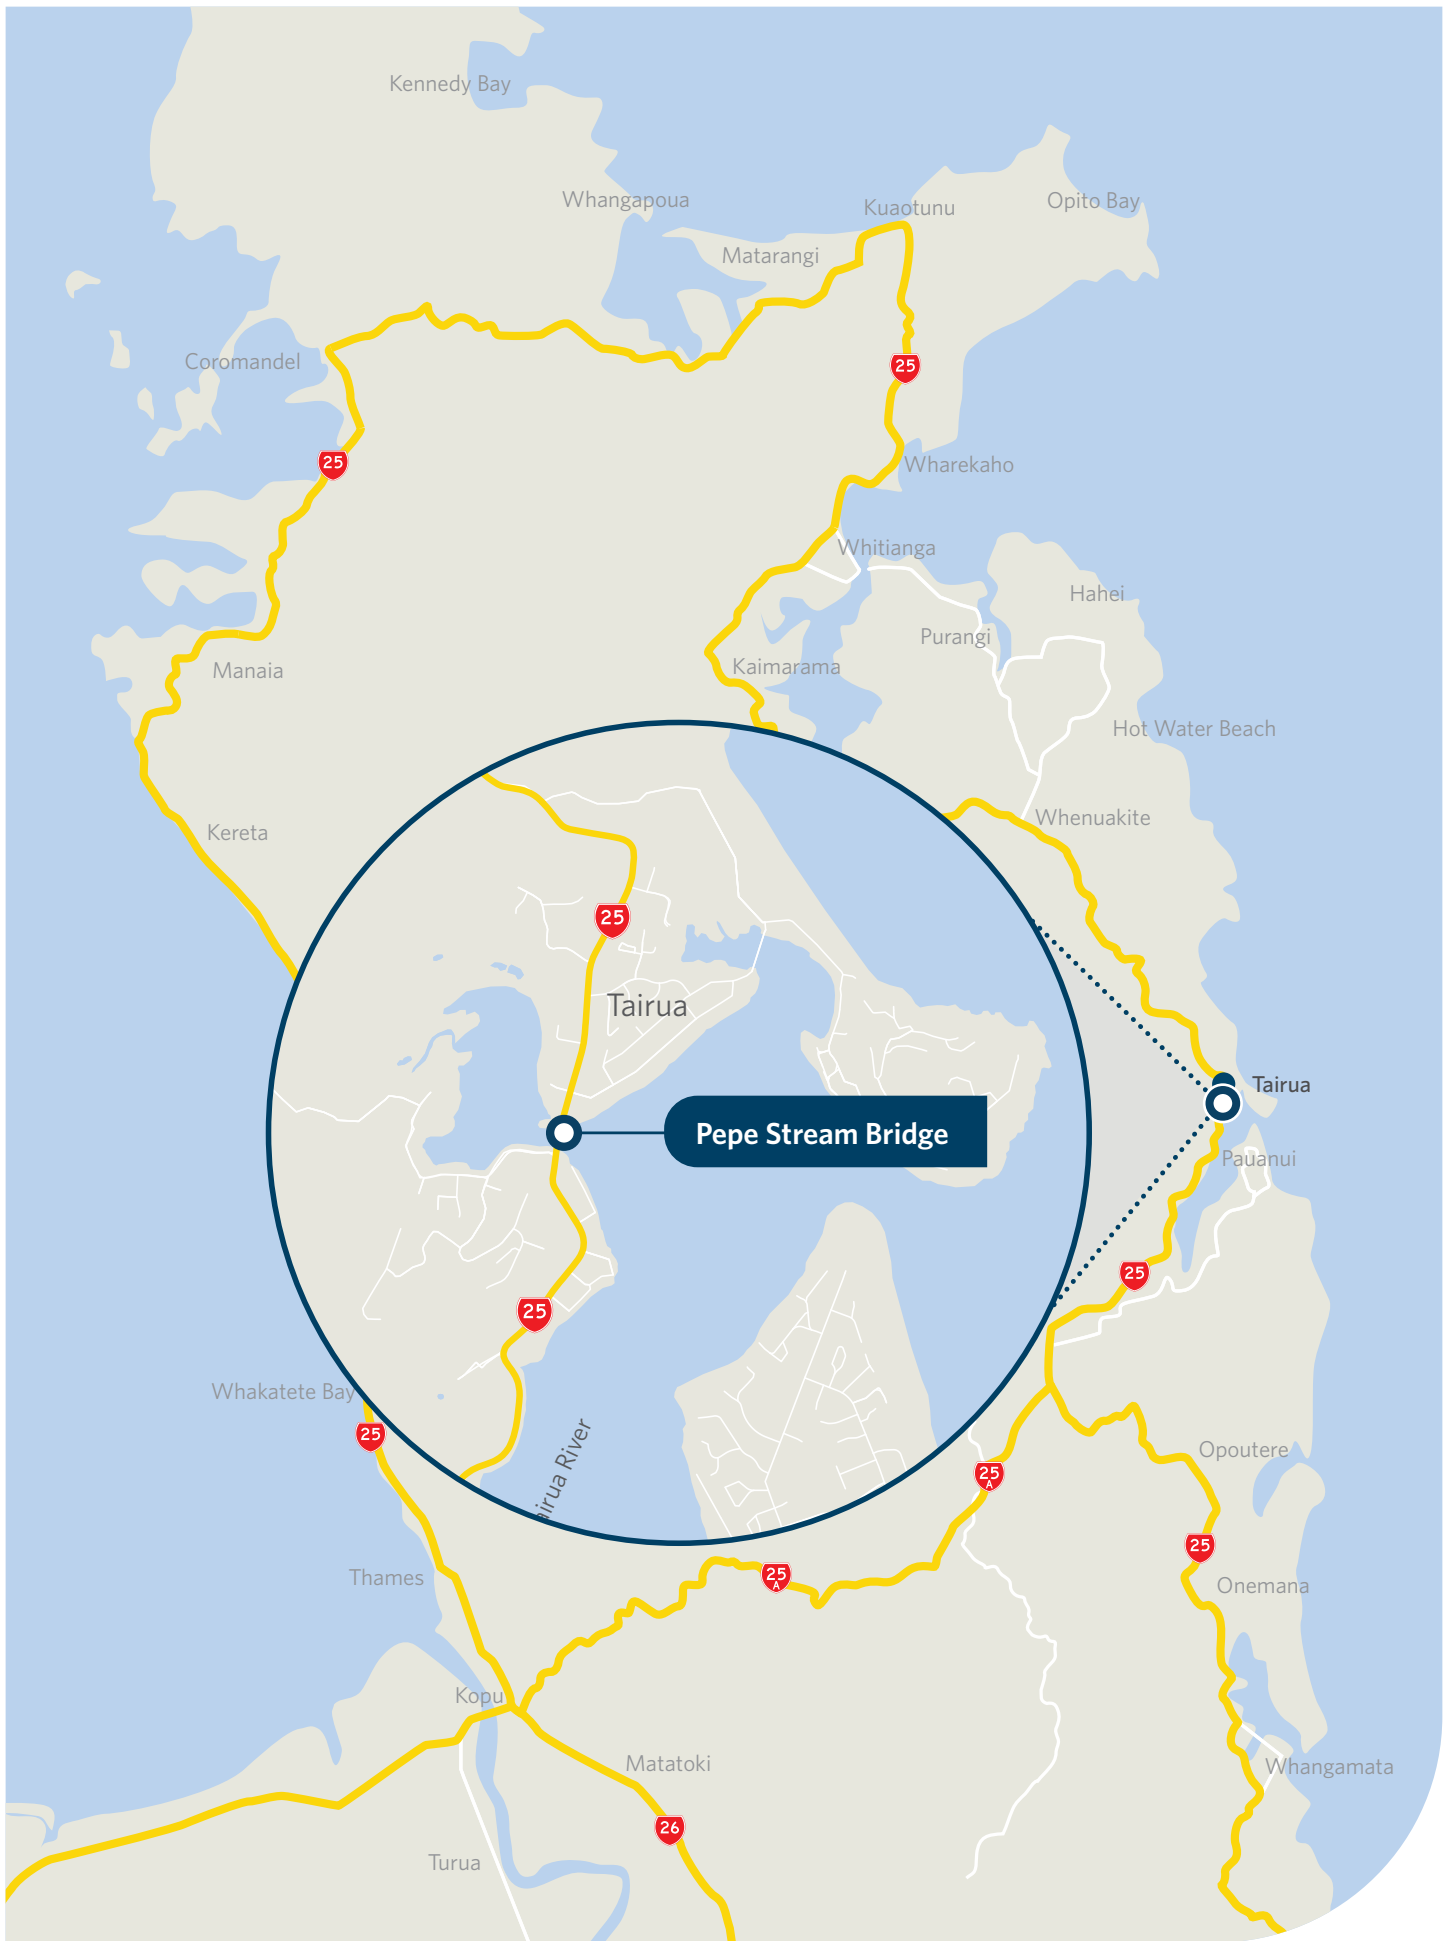 Kennedy Bay
Whangapoua
Kuaotunu
Opito Bay
Matarangi
Coromandel
25
25
Wharekaho
Whitianga
Hahei
Purangi
Manaia
Kaimarama
Hot Water Beach
Kereta
Whenuakite
25
Tairua
Tairua
Pepe Stream Bridge
Pauanui
25
25
Whakatete Bay
25
airua River
Opoutere
25
A
25
25
A
Thames
Onemana
Kopu
Matatoki
Whangamata
26
Turua